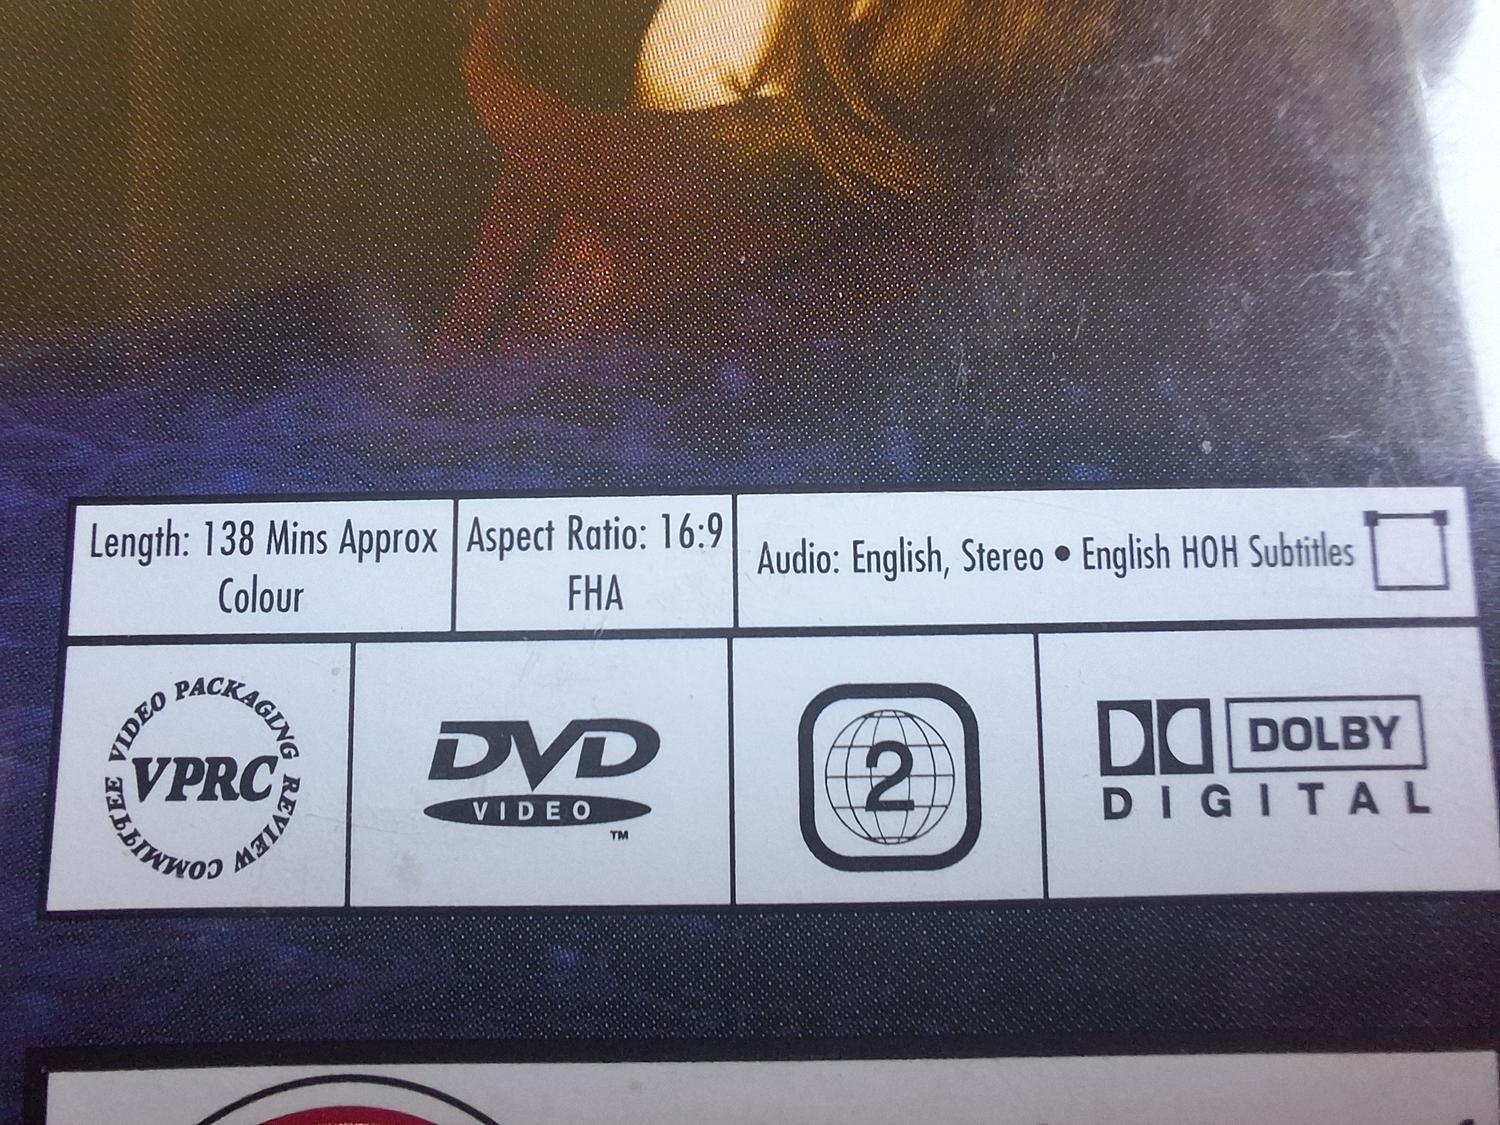 Length: 138 Mins Approx
Colour
Aspect Ratio: 16:9
FHA
Audio: English, Stereo • English HOH Subtitles
VIDEO PACKAGING REVIEW COMMITTEE
VPRC
DVD
VIDEO
™
2
DOLBY
DIGITAL